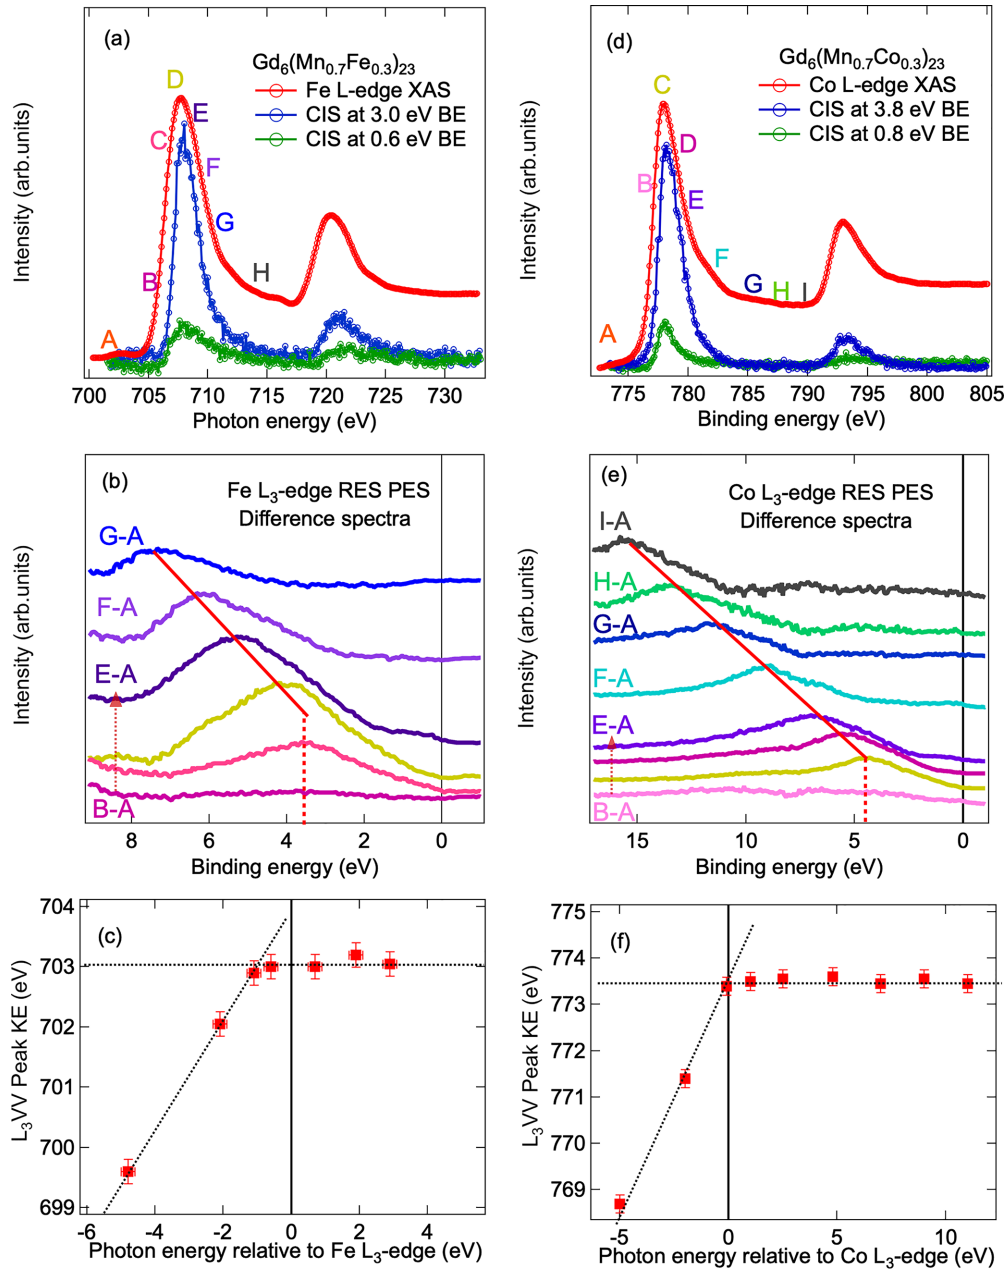 (a)
Gd6(Mn0.7Fe0.3)23
Fe L-edge XAS
CIS at 3.0 eV BE
CIS at 0.6 eV BE
D
E
C
F
G
H
B
A
Intensity (arb.units)
700 705 710 715 720 725 730
Photon energy (eV)
(d)
Gd6(Mn0.7Co0.3)23
Co L-edge XAS
CIS at 3.8 eV BE
CIS at 0.8 eV BE
C
D
B
E
F
G
H
I
A
Intensity (arb.units)
775 780 785 790 795 800 805
Binding energy (eV)
(b)
Fe L3-edge RES PES
Difference spectra
G-A
F-A
E-A
B-A
Intensity (arb.units)
8 6 4 2 0
Binding energy (eV)
(e)
Co L3-edge RES PES
Difference spectra
I-A
H-A
G-A
F-A
E-A
B-A
Intensity (arb.units)
15 10 5 0
Binding energy (eV)
(c)
704
703
702
701
700
699
L3VV Peak KE (eV)
-6 -4 -2 0 2 4
Photon energy relative to Fe L3-edge (eV)
(f)
775
774
773
772
771
770
769
L3VV Peak KE (eV)
-5 0 5 10
Photon energy relative to Co L3-edge (eV)